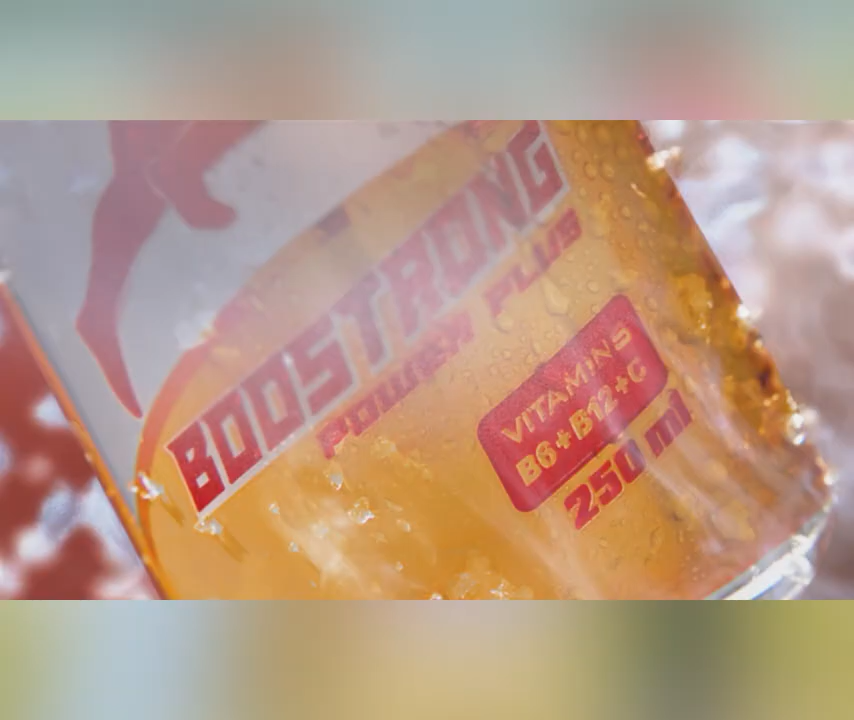 BOOSTRONG
POWER PLUS
VITAMINS
B6+B12+C
250 ml